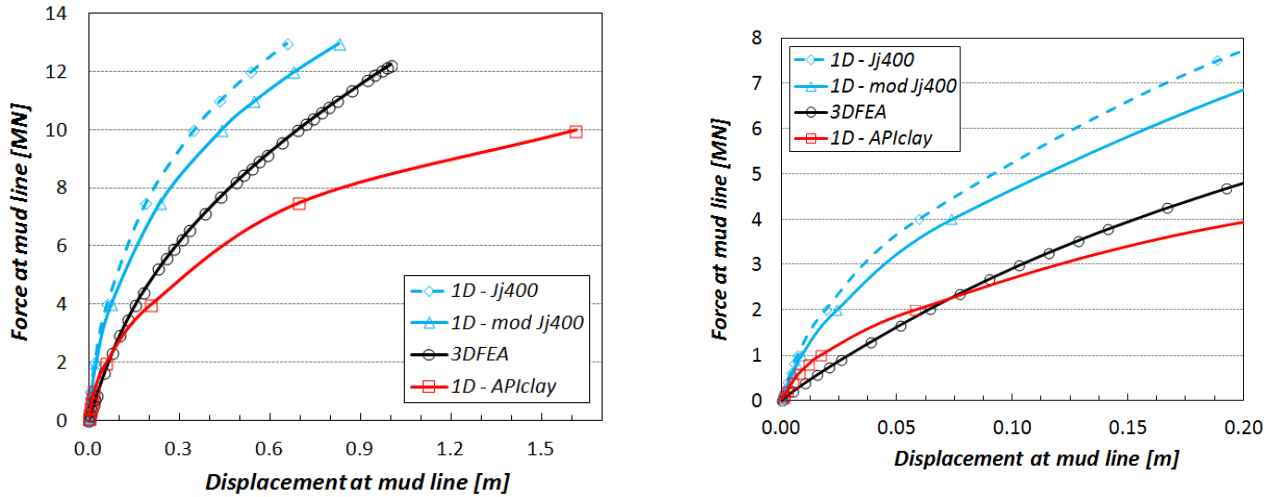 14
12
10
8
6
4
2
0
Force at mud line [MN]
0.0 0.3 0.6 0.9 1.2 1.5
Displacement at mud line [m]
1D - Jj400
1D - mod Jj400
3DFEA
1D - APIclay
8
7
6
5
4
3
2
1
0
Force at mud line [MN]
1D - Jj400
1D - mod Jj400
3DFEA
1D - APIclay
0.00 0.05 0.10 0.15 0.20
Displacement at mud line [m]